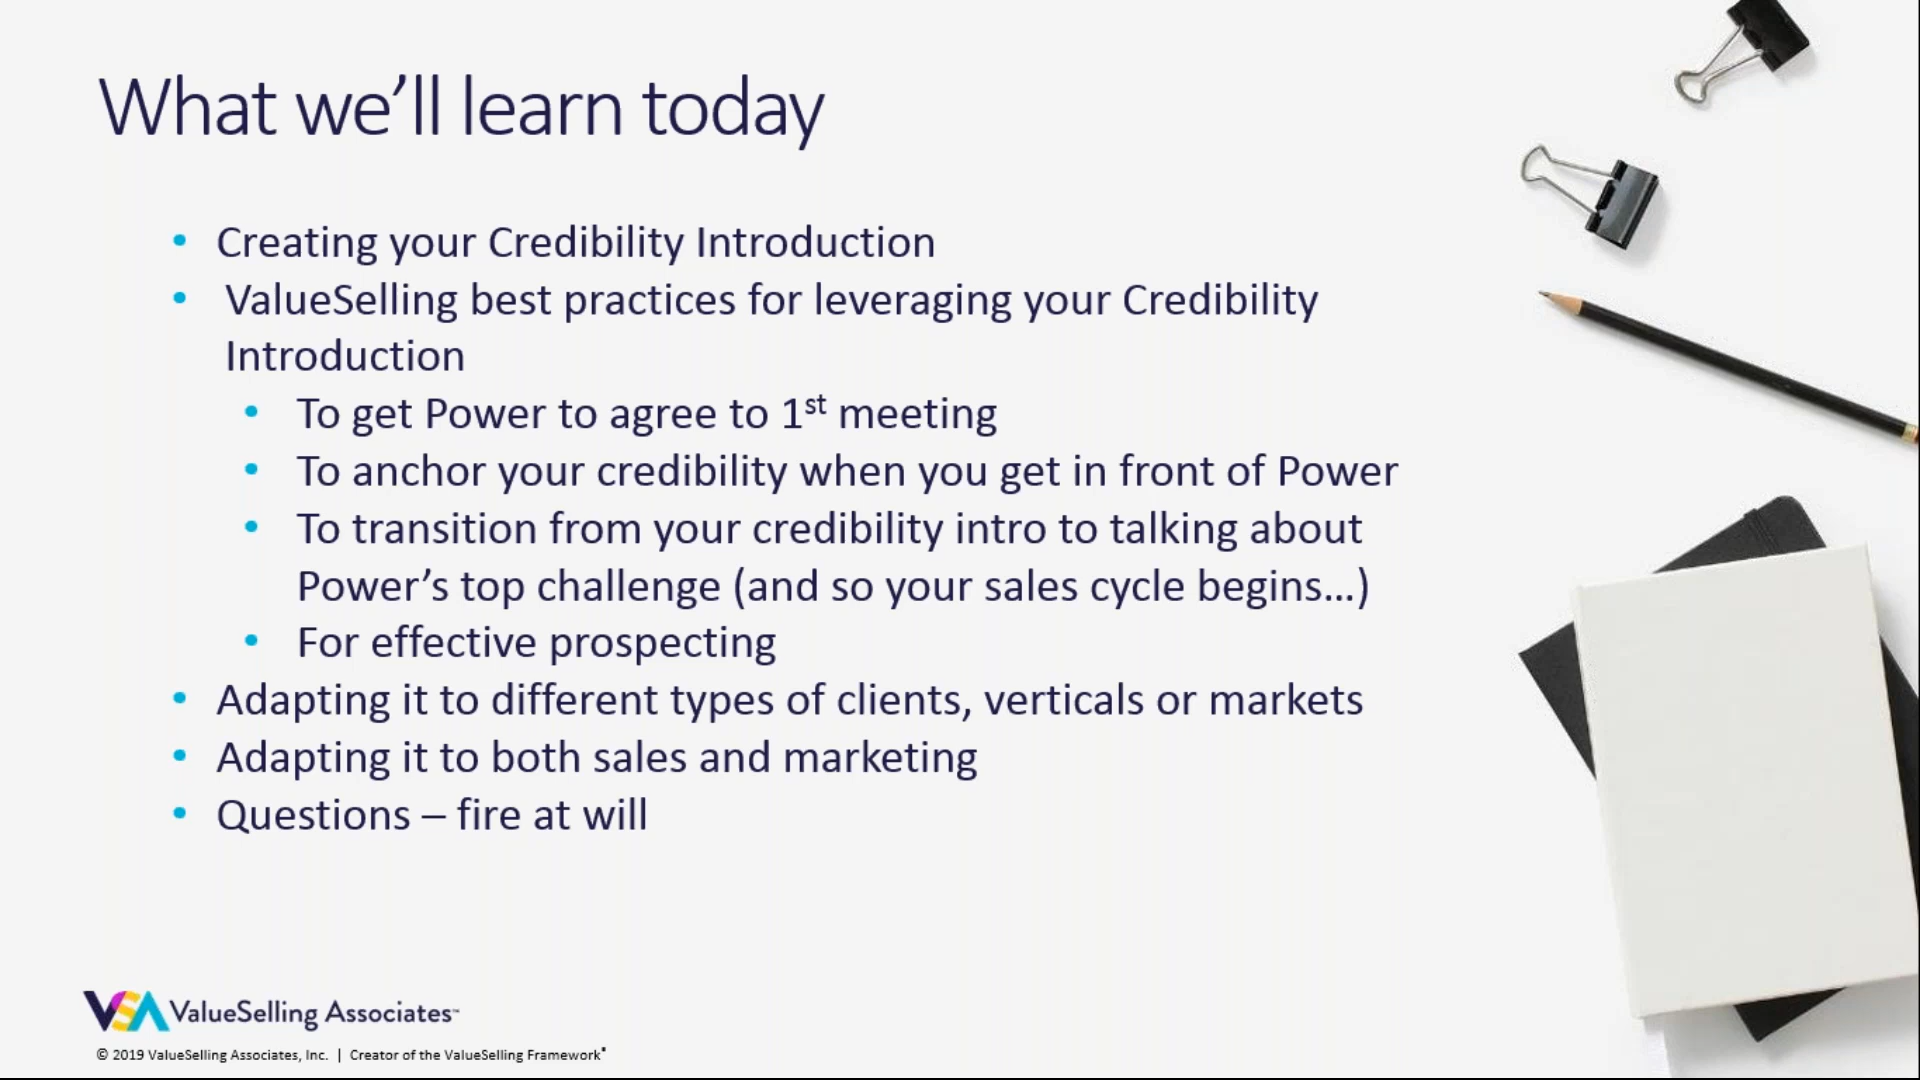 What we’ll learn today
• Creating your Credibility Introduction
• ValueSelling best practices for leveraging your Credibility
Introduction
• To get Power to agree to 1st meeting
• To anchor your credibility when you get in front of Power
• To transition from your credibility intro to talking about
Power’s top challenge (and so your sales cycle begins…)
• For effective prospecting
• Adapting it to different types of clients, verticals or markets
• Adapting it to both sales and marketing
• Questions – fire at will
VSA ValueSelling Associates™
© 2019 ValueSelling Associates, Inc. | Creator of the ValueSelling Framework®